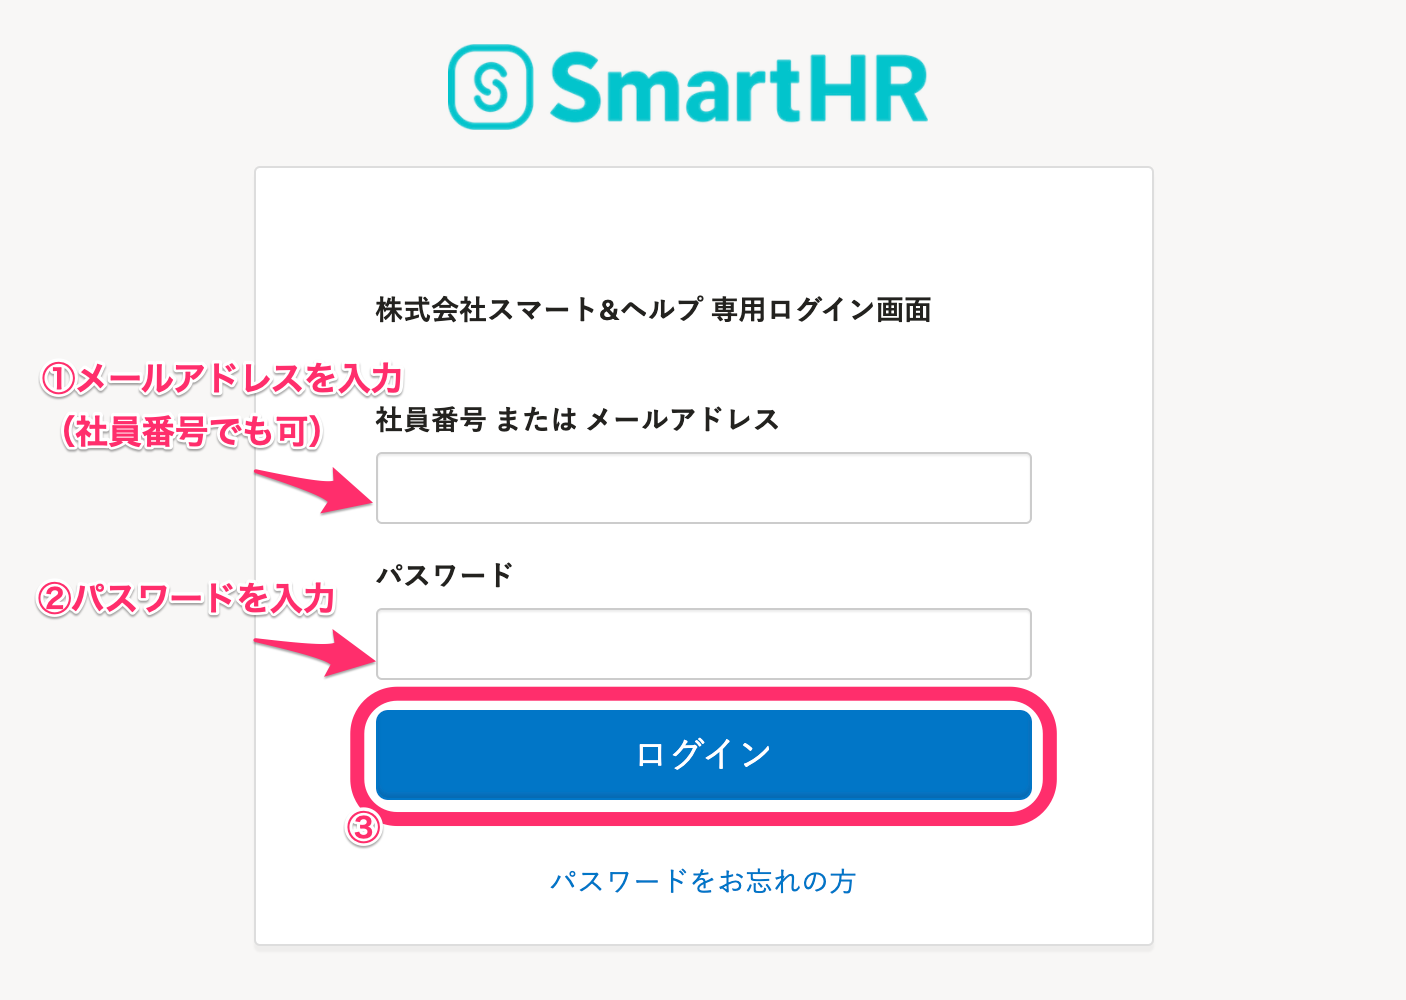 SmartHR
株式会社スマート&ヘルプ 専用ログイン画面
①メールアドレスを入力
（社員番号でも可）
社員番号 または メールアドレス
パスワード
②パスワードを入力
ログイン
③
パスワードをお忘れの方